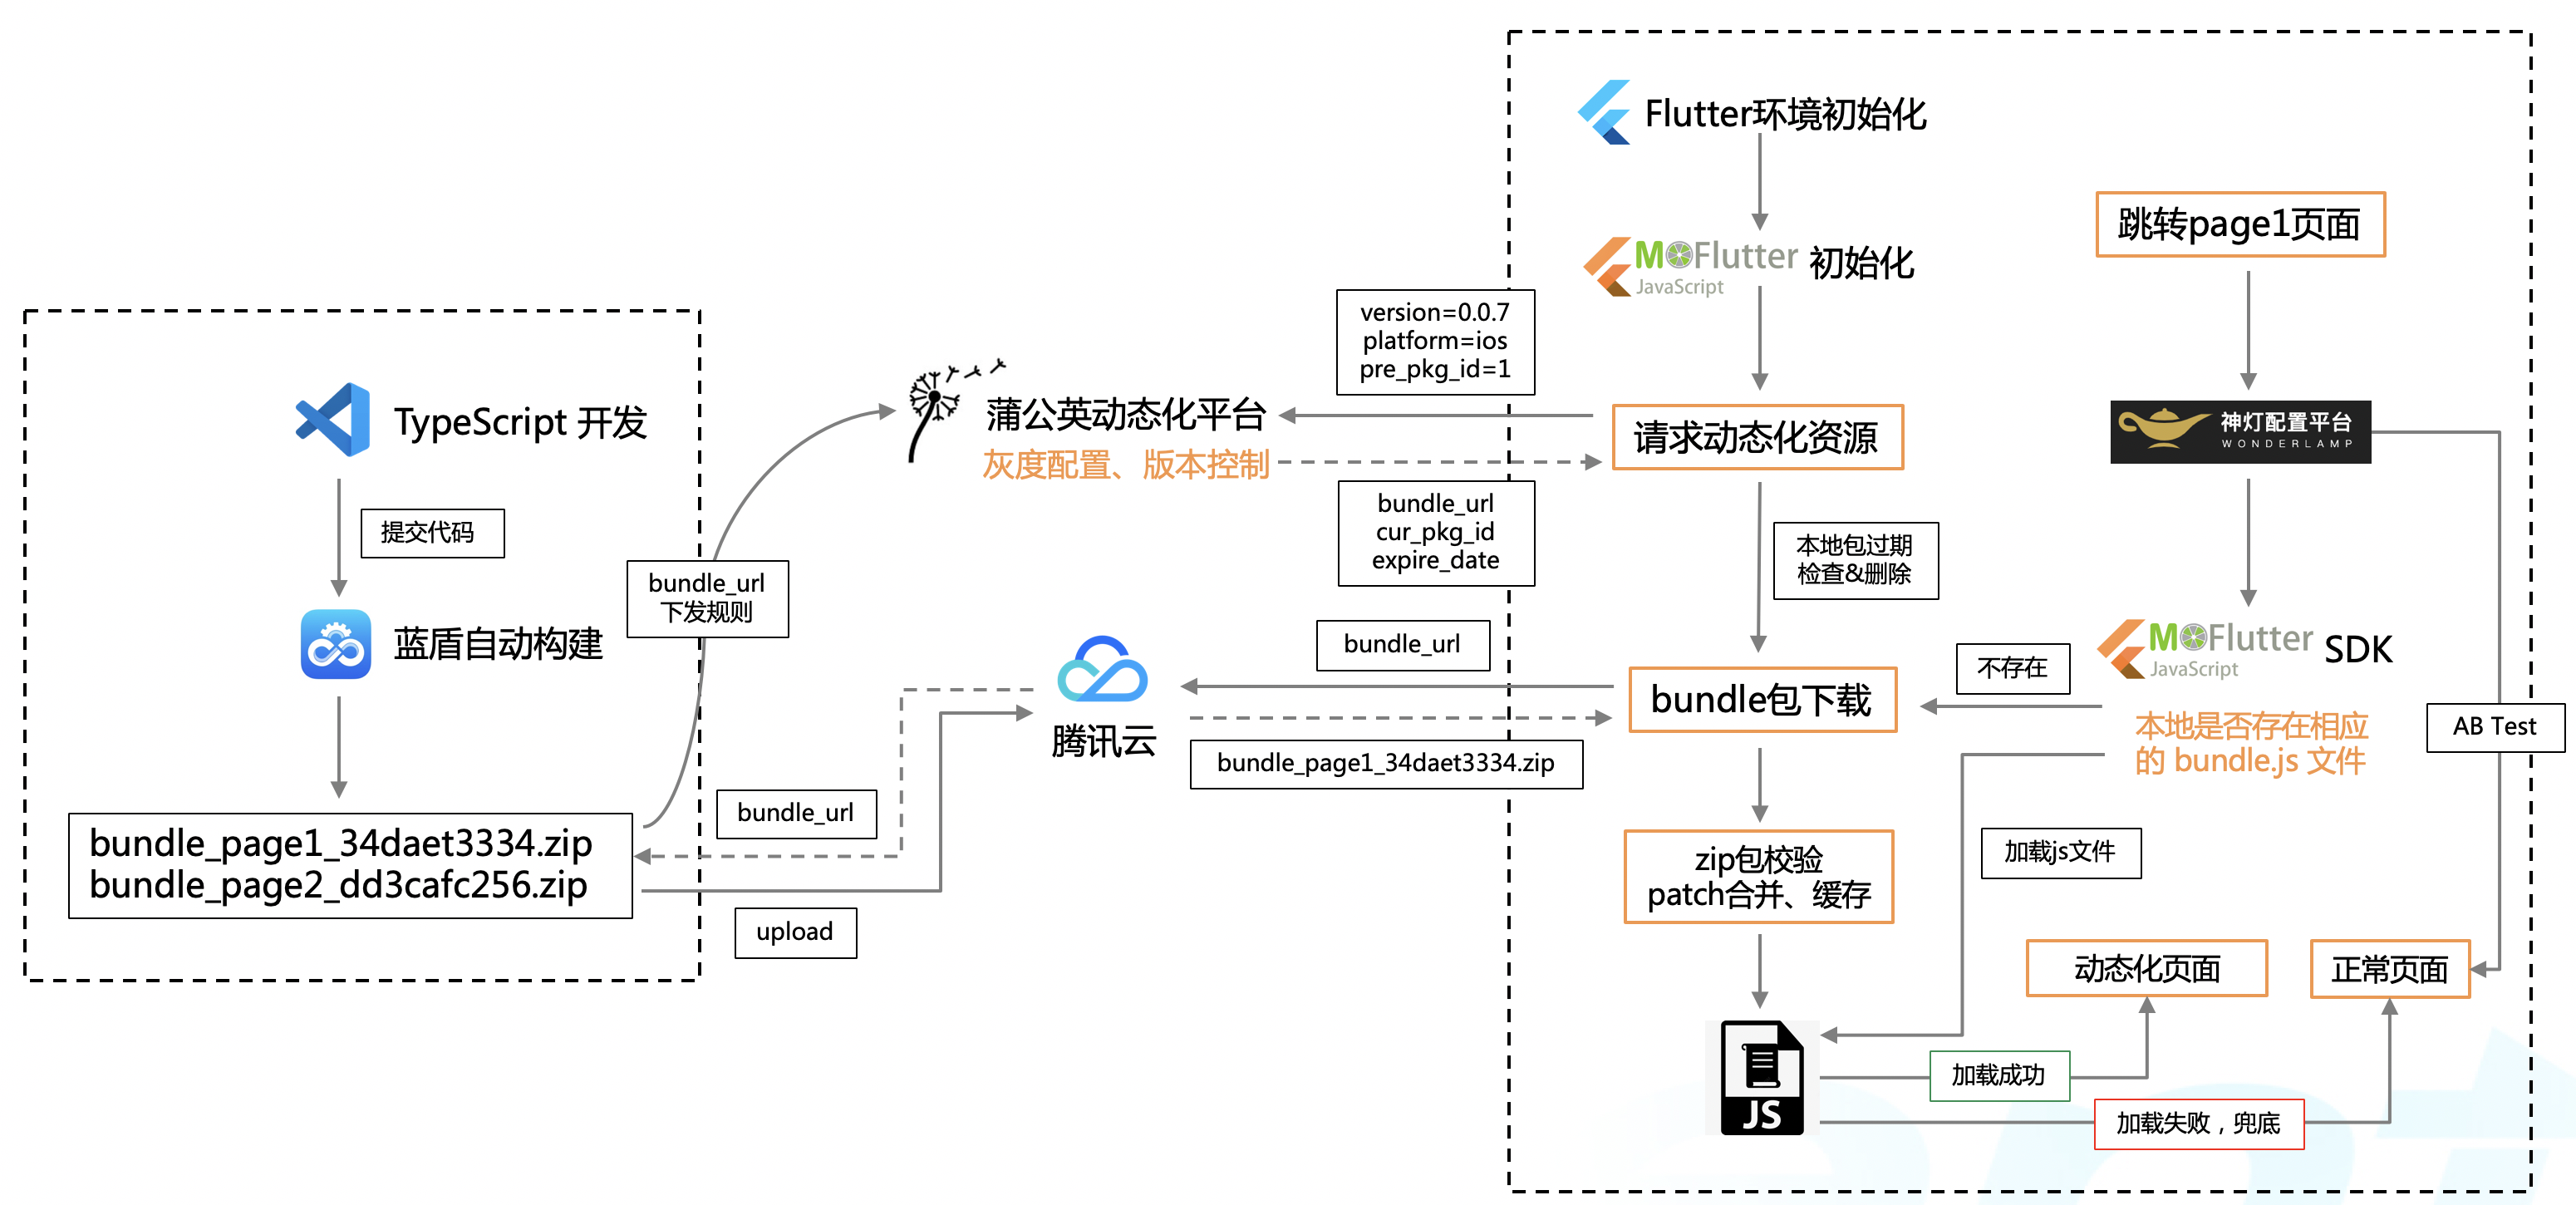 TypeScript 开发
提交代码
蓝盾自动构建
bundle_page1_34daet3334.zip
bundle_page2_dd3cafc256.zip
bundle_url
下发规则
bundle_url
upload
蒲公英动态化平台
灰度配置、版本控制
腾讯云
version=0.0.7
platform=ios
pre_pkg_id=1
bundle_url
cur_pkg_id
expire_date
bundle_url
bundle_page1_34daet3334.zip
Flutter环境初始化
MOFlutter 初始化
JavaScript
请求动态化资源
本地包过期
检查&删除
bundle包下载
zip包校验
patch合并、缓存
JS
跳转page1页面
神灯配置平台
WONDERLAMP
MOFlutter SDK
JavaScript
不存在
本地是否存在相应
的 bundle.js 文件
AB Test
加载js文件
动态化页面
正常页面
加载成功
加载失败，兜底